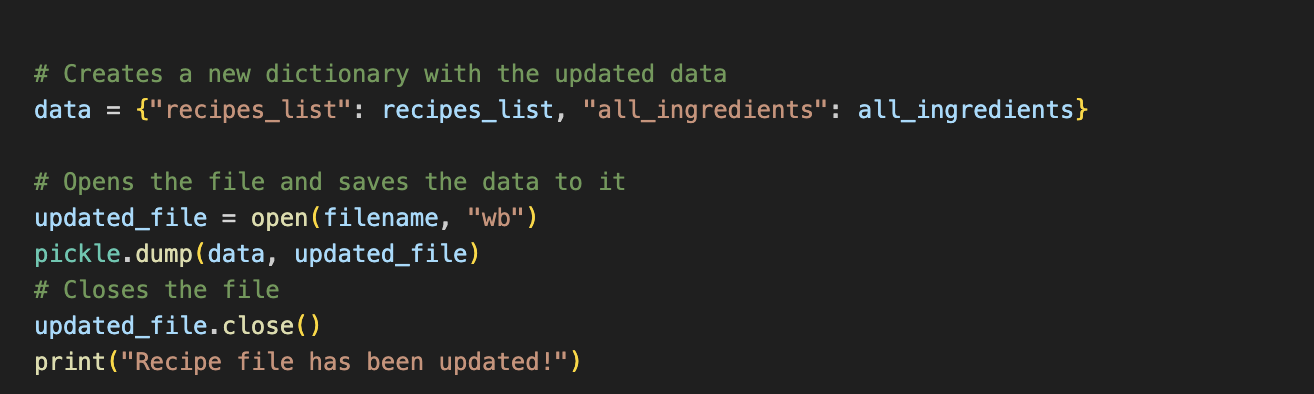 # Creates a new dictionary with the updated data
data = {"recipes_list": recipes_list, "all_ingredients": all_ingredients}
# Opens the file and saves the data to it
updated_file = open(filename, "wb")
pickle.dump(data, updated_file)
# Closes the file
updated_file.close()
print("Recipe file has been updated!")